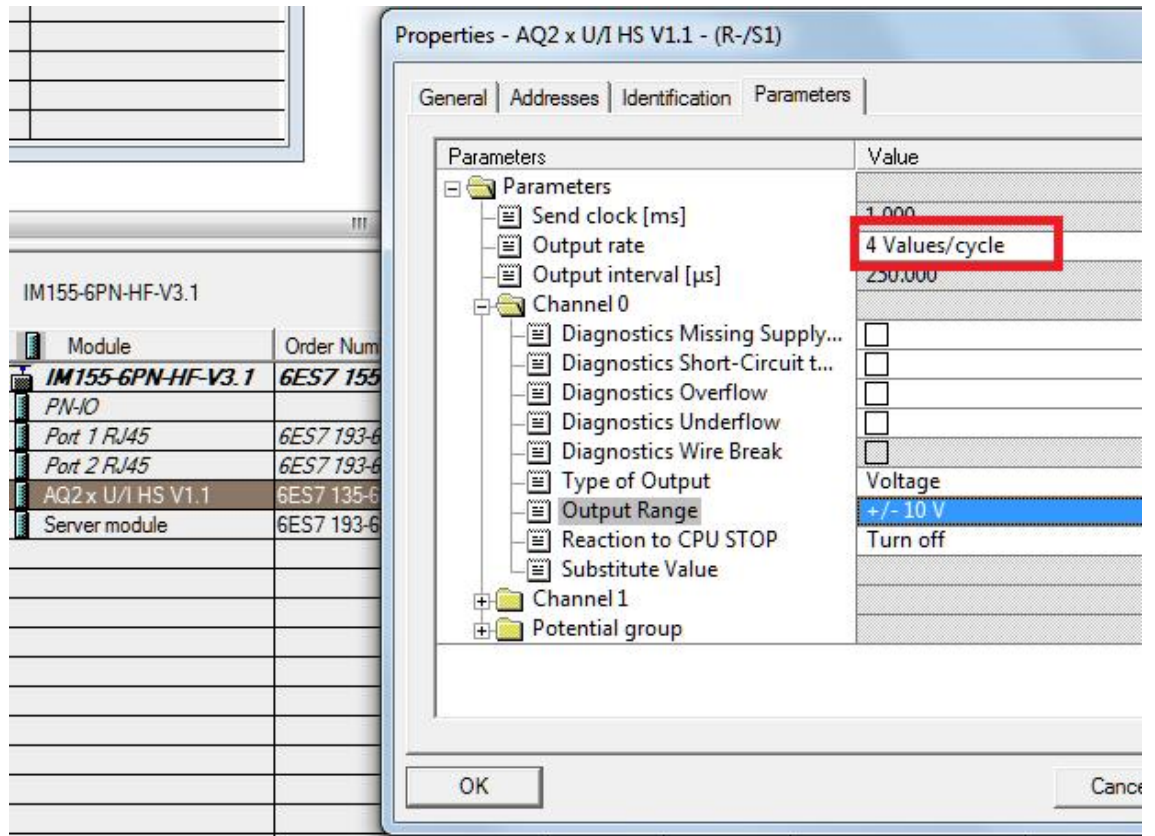 Properties - AQ2 x U/I HS V1.1 - (R-/S1)
General Addresses Identification Parameters
Parameters Value
Parameters
Send clock [ms] 1.000
Output rate 4 Values/cycle
Output interval [µs] 250.000
Channel 0
Diagnostics Missing Supply...
Diagnostics Short-Circuit t...
Diagnostics Overflow
Diagnostics Underflow
Diagnostics Wire Break
Type of Output Voltage
Output Range +/- 10 V
Reaction to CPU STOP Turn off
Substitute Value
Channel 1
Potential group
OK Cance
IM155-6PN-HF-V3.1
Module Order Num
IM155-6PN-HF-V3.1 6ES7 155
PN-IO
Port 1 RJ45 6ES7 193-6
Port 2 RJ45 6ES7 193-6
AQ2 x U/I HS V1.1 6ES7 135-6
Server module 6ES7 193-6